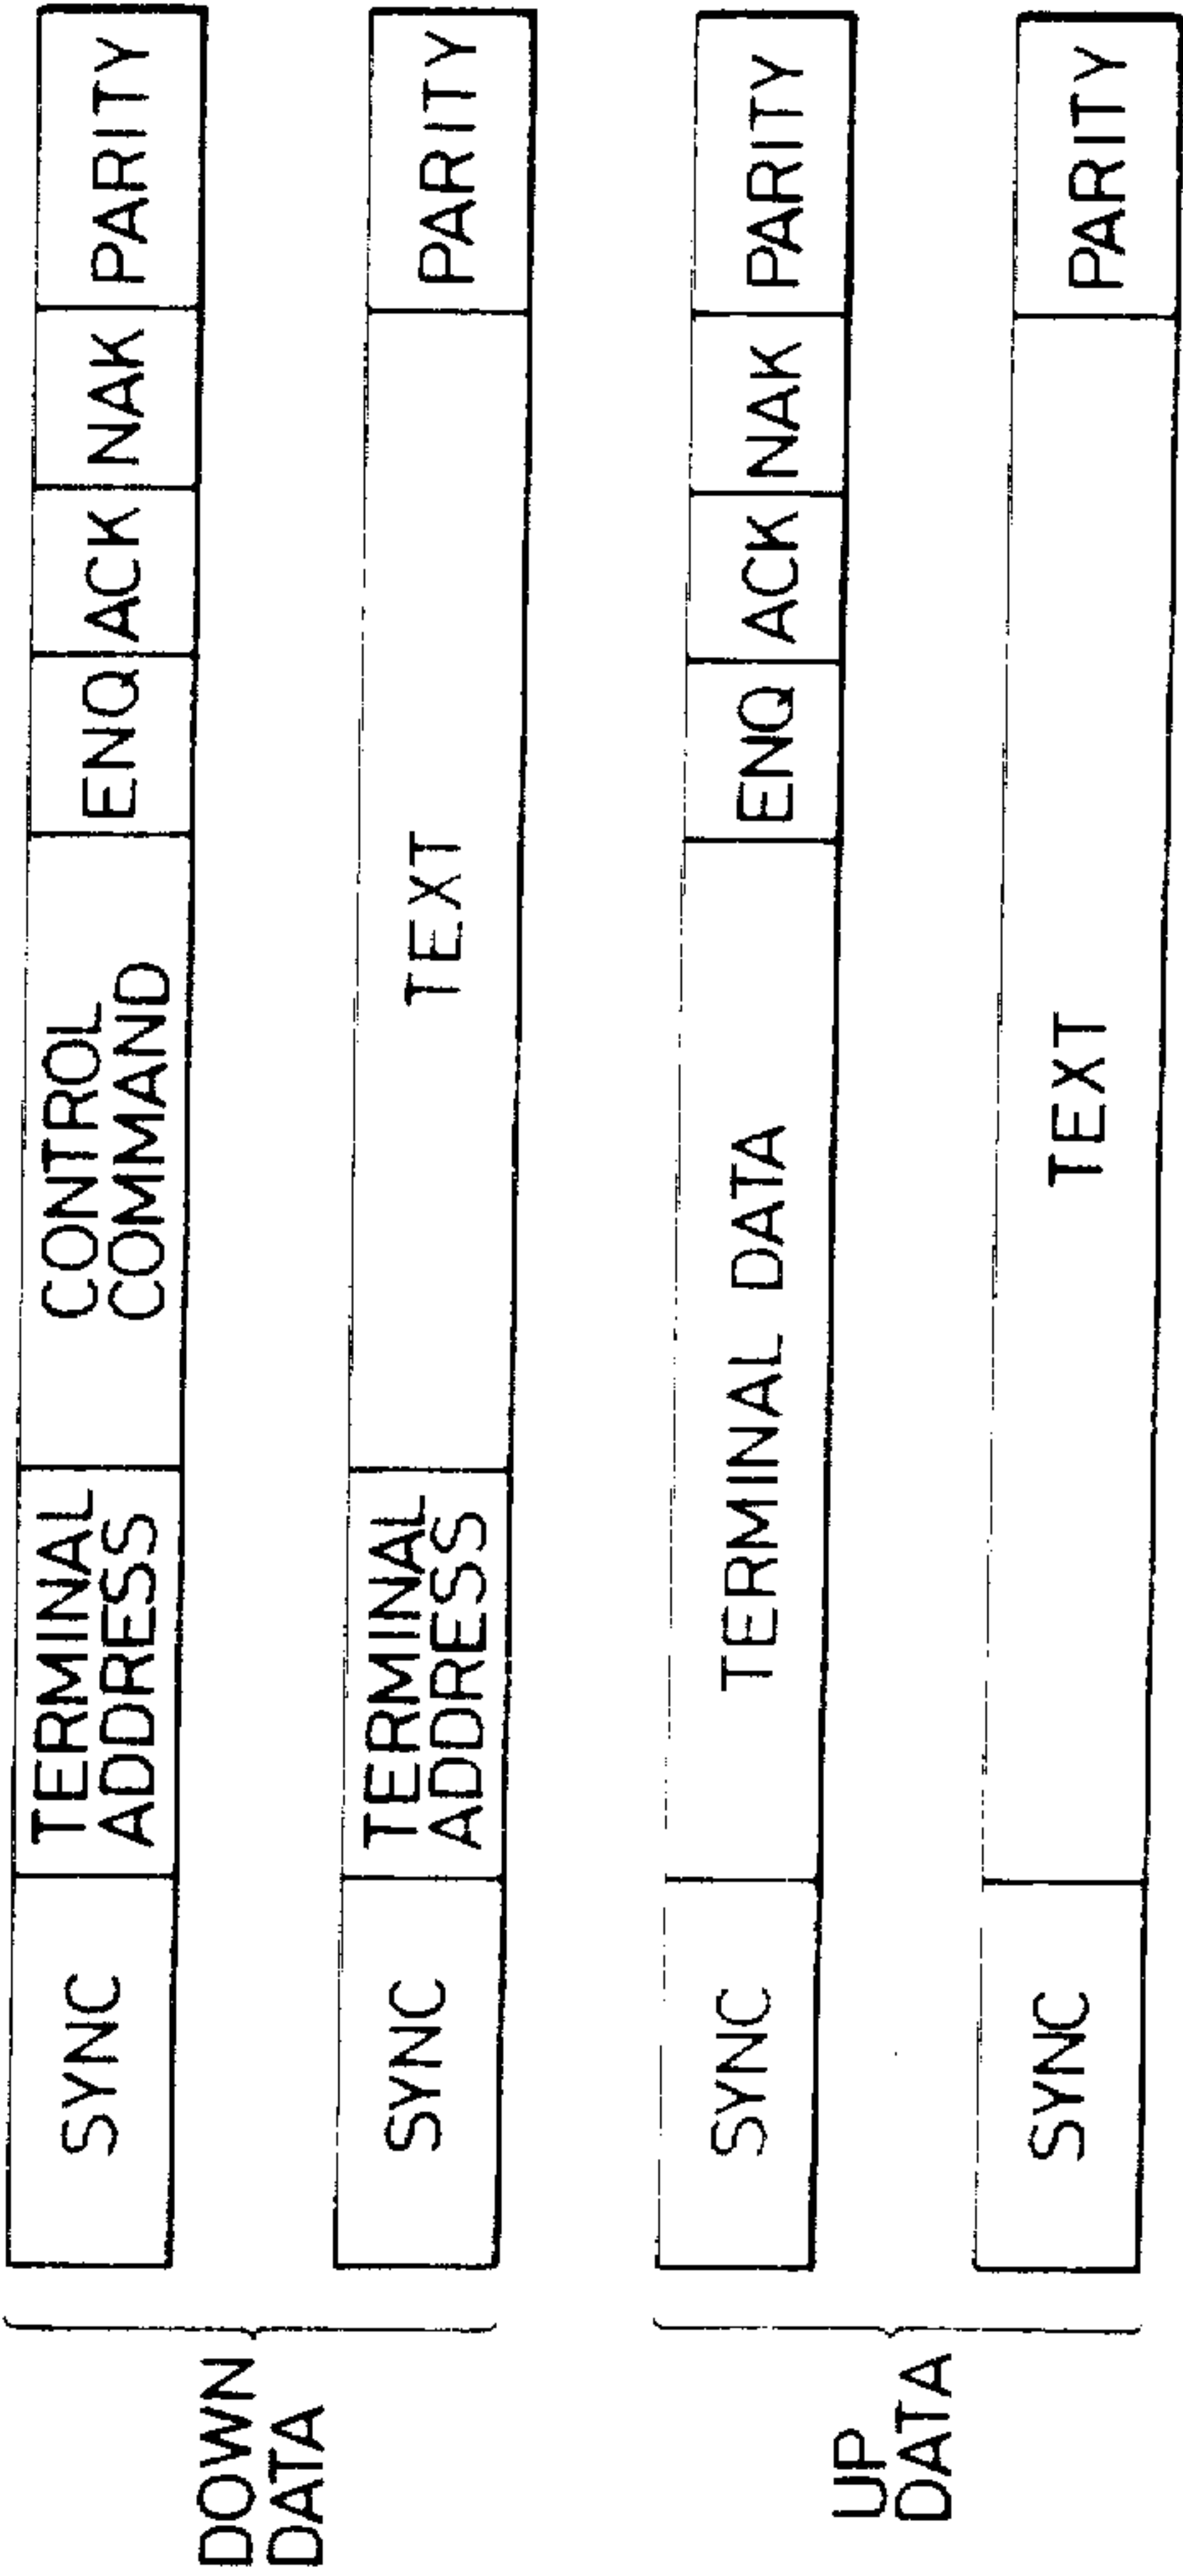 DOWN
DATA
SYNC
TERMINAL
ADDRESS
CONTROL
COMMAND
ENQ
ACK
NAK
PARITY
SYNC
TERMINAL
ADDRESS
TEXT
PARITY
UP
DATA
SYNC
TERMINAL DATA
ENQ
ACK
NAK
PARITY
SYNC
TEXT
PARITY